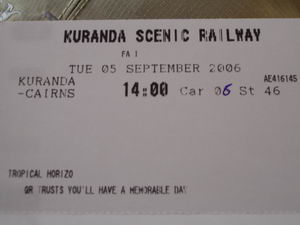 KURANDA SCENIC RAILWAY
FA I
TUE 05 SEPTEMBER 2006
AE416145
KURANDA 14:00 Car 06 St 46
-CAIRNS
TROPICAL HORIZO
QR TRUSTS YOU'LL HAVE A MEMORABLE DAY